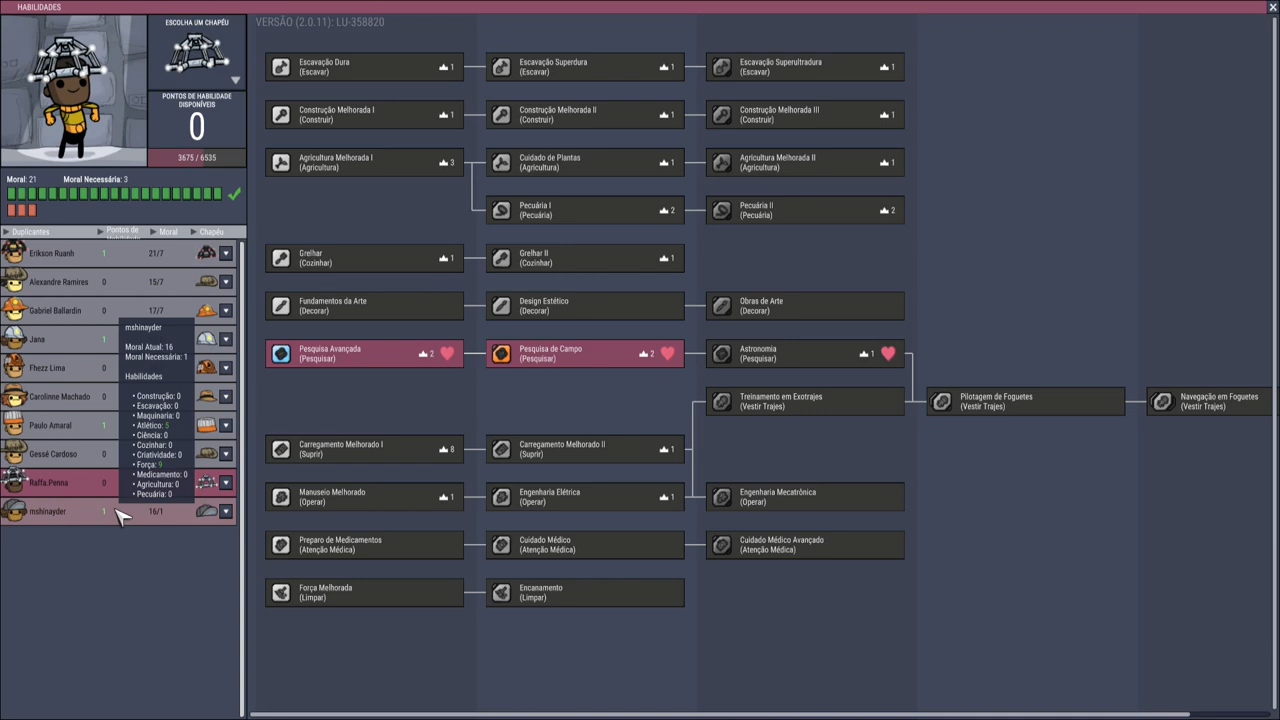 HABILIDADES
VERSÃO (2.0.11): LU-358820
ESCOLHA UM CHAPÉU
PONTOS DE HABILIDADE
DISPONÍVEIS
0
3675 / 6535
Moral: 21
Moral Necessária: 3
Duplicantes
Pontos de
Habilidade
Moral
Chapéu
Erikson Ruanh 1 21/7
Alexandre Ramires 0 15/7
Gabriel Ballardin 0 17/7
Jana 1
Fhezz Lima 0
Carolinne Machado 0
Paulo Amaral 1
Gessé Cardoso 0
Raffa.Penna 0
mshinayder 1 16/1
mshinayder
Moral Atual: 16
Moral Necessária: 1
Habilidades
• Construção: 0
• Escavação: 0
• Maquinaria: 0
• Atlético: 5
• Ciência: 0
• Cozinhar: 0
• Criatividade: 0
• Força: 9
• Medicamento: 0
• Agricultura: 0
• Pecuária: 0
Escavação Dura
(Escavar)
1
Escavação Superdura
(Escavar)
1
Escavação Superultradura
(Escavar)
1
Construção Melhorada I
(Construir)
1
Construção Melhorada II
(Construir)
1
Construção Melhorada III
(Construir)
1
Agricultura Melhorada I
(Agricultura)
3
Cuidado de Plantas
(Agricultura)
1
Agricultura Melhorada II
(Agricultura)
1
Pecuária I
(Pecuária)
2
Pecuária II
(Pecuária)
2
Grelhar
(Cozinhar)
1
Grelhar II
(Cozinhar)
1
Fundamentos da Arte
(Decorar)
Design Estético
(Decorar)
Obras de Arte
(Decorar)
Pesquisa Avançada
(Pesquisar)
2
Pesquisa de Campo
(Pesquisar)
2
Astronomia
(Pesquisar)
1
Treinamento em Exotrajes
(Vestir Trajes)
Pilotagem de Foguetes
(Vestir Trajes)
Navegação em Foguetes
(Vestir Trajes)
Carregamento Melhorado I
(Suprir)
8
Carregamento Melhorado II
(Suprir)
1
Manuseio Melhorado
(Operar)
1
Engenharia Elétrica
(Operar)
1
Engenharia Mecatrônica
(Operar)
Preparo de Medicamentos
(Atenção Médica)
Cuidado Médico
(Atenção Médica)
Cuidado Médico Avançado
(Atenção Médica)
Força Melhorada
(Limpar)
Encanamento
(Limpar)